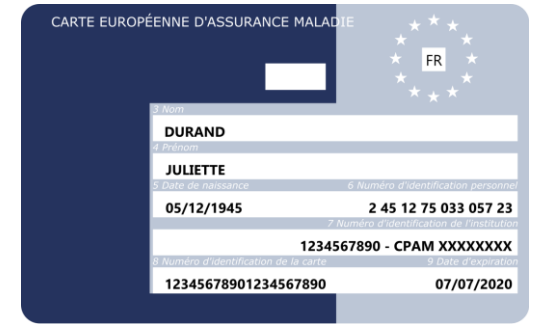 CARTE EUROPÉENNE D'ASSURANCE MALADIE
FR
3 Nom
DURAND
4 Prénom
JULIETTE
5 Date de naissance 6 Numéro d'identification personnel
05/12/1945 2 45 12 75 033 057 23
7 Numéro d'identification de l'institution
1234567890 - CPAM XXXXXXXX
8 Numéro d'identification de la carte 9 Date d'expiration
12345678901234567890 07/07/2020